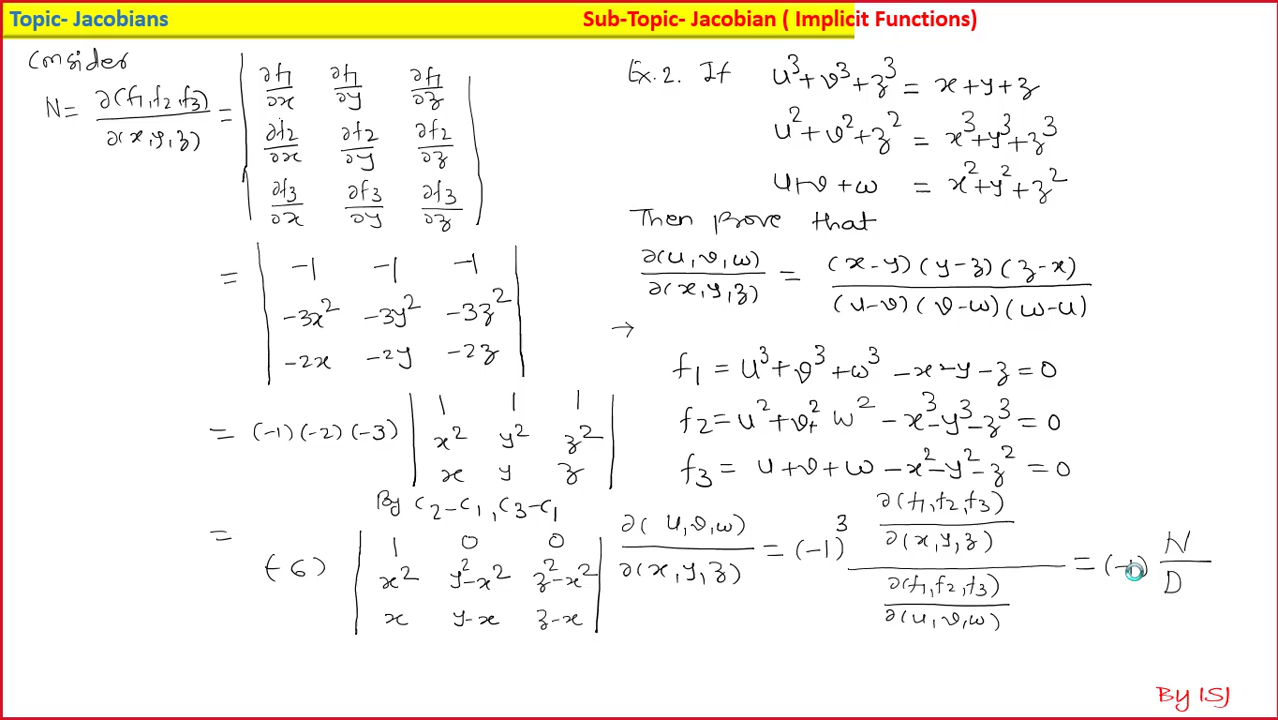 Topic- Jacobians
Sub-Topic- Jacobian ( Implicit Functions)
Consider
N = ∂(f1,f2,f3)/∂(x,y,z) = | ∂f1/∂x ∂f1/∂y ∂f1/∂z |
| ∂f2/∂x ∂f2/∂y ∂f2/∂z |
| ∂f3/∂x ∂f3/∂y ∂f3/∂z |
= | -1 -1 -1 |
| -3x² -3y² -3z² |
| -2x -2y -2z |
= (-1)(-2)(-3) | 1 1 1 |
| x² y² z² |
| x y z |
By C2-C1, C3-C1
= (-6) | 1 0 0 |
| x² y²-x² z²-x² |
| x y-x z-x |
Ex.2. If u³+v³+z³ = x+y+z
u²+v²+z² = x³+y³+z³
u+v+w = x²+y²+z²
Then prove that
∂(u,v,w)/∂(x,y,z) = (x-y)(y-z)(z-x)/(u-v)(v-w)(w-u)
→
f1 = u³+v³+w³ -x-y-z=0
f2= u²+v²+ w² -x³-y³-z³=0
f3 = u+v+w -x²-y²-z² =0
∂(u,v,w)/∂(x,y,z) = (-1)³ ∂(f1,f2,f3)/∂(x,y,z) / ∂(f1,f2,f3)/∂(u,v,w) = (-1) N/D
By ISJ